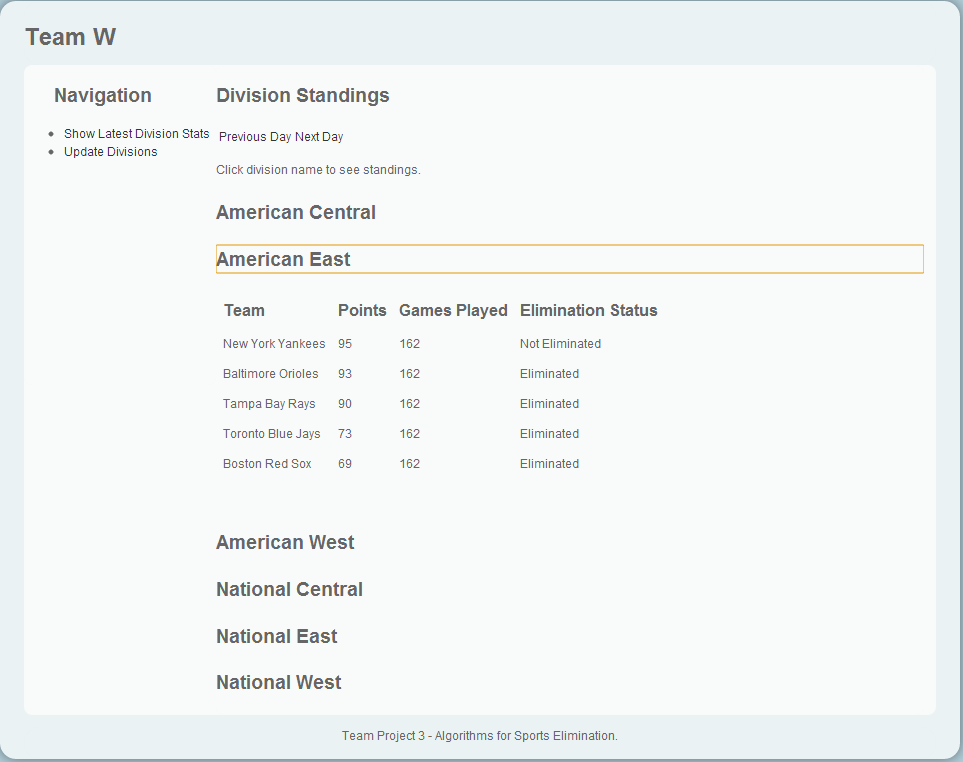 Team W
Navigation
Show Latest Division Stats
Update Divisions
Division Standings
Previous Day Next Day
Click division name to see standings.
American Central
American East
Team Points Games Played Elimination Status
New York Yankees 95 162 Not Eliminated
Baltimore Orioles 93 162 Eliminated
Tampa Bay Rays 90 162 Eliminated
Toronto Blue Jays 73 162 Eliminated
Boston Red Sox 69 162 Eliminated
American West
National Central
National East
National West
Team Project 3 - Algorithms for Sports Elimination.